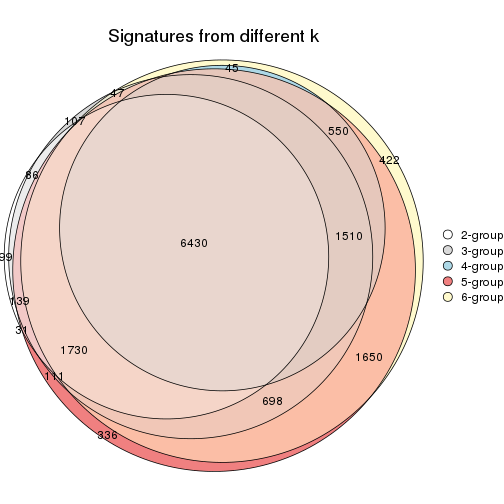 Signatures from different k
45
47
107
550
422
86
1510
6430
99
139
31
1730
1650
111
698
336
2-group
3-group
4-group
5-group
6-group